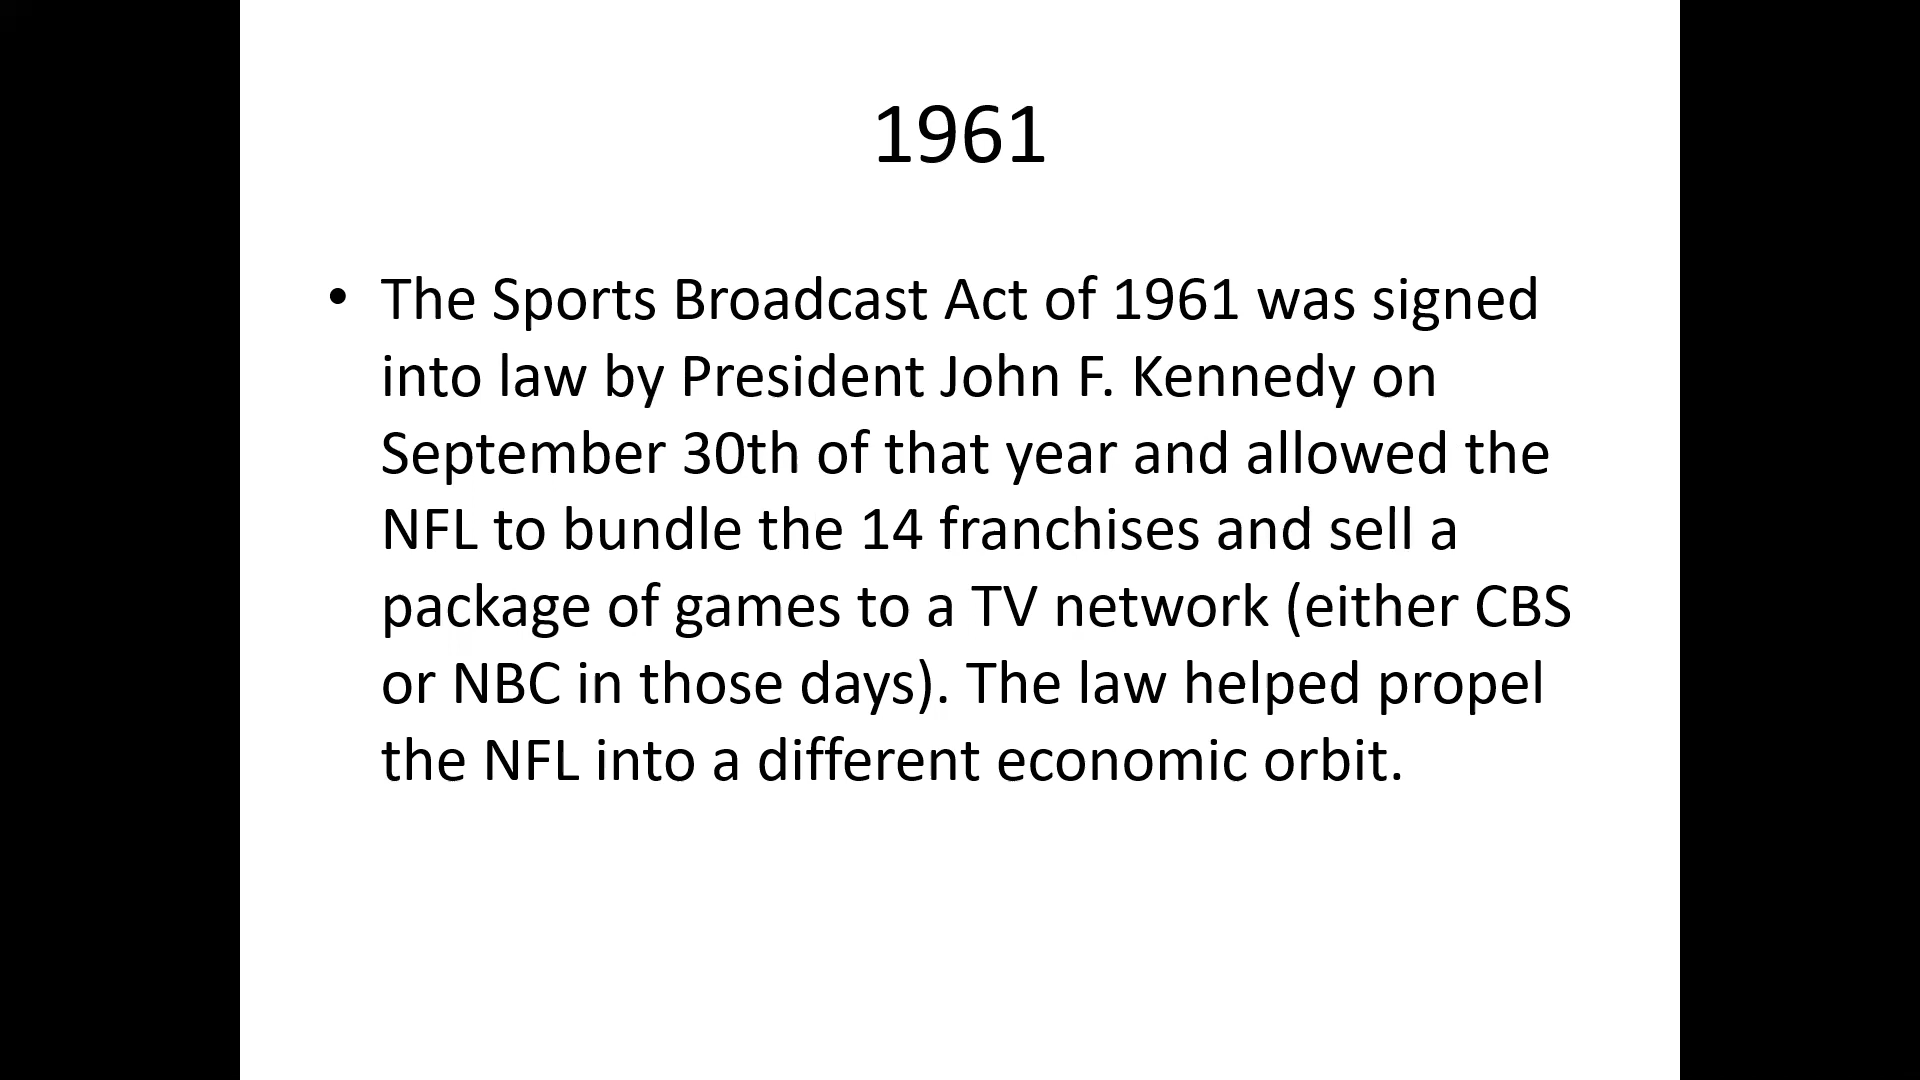 1961
• The Sports Broadcast Act of 1961 was signed
into law by President John F. Kennedy on
September 30th of that year and allowed the
NFL to bundle the 14 franchises and sell a
package of games to a TV network (either CBS
or NBC in those days). The law helped propel
the NFL into a different economic orbit.